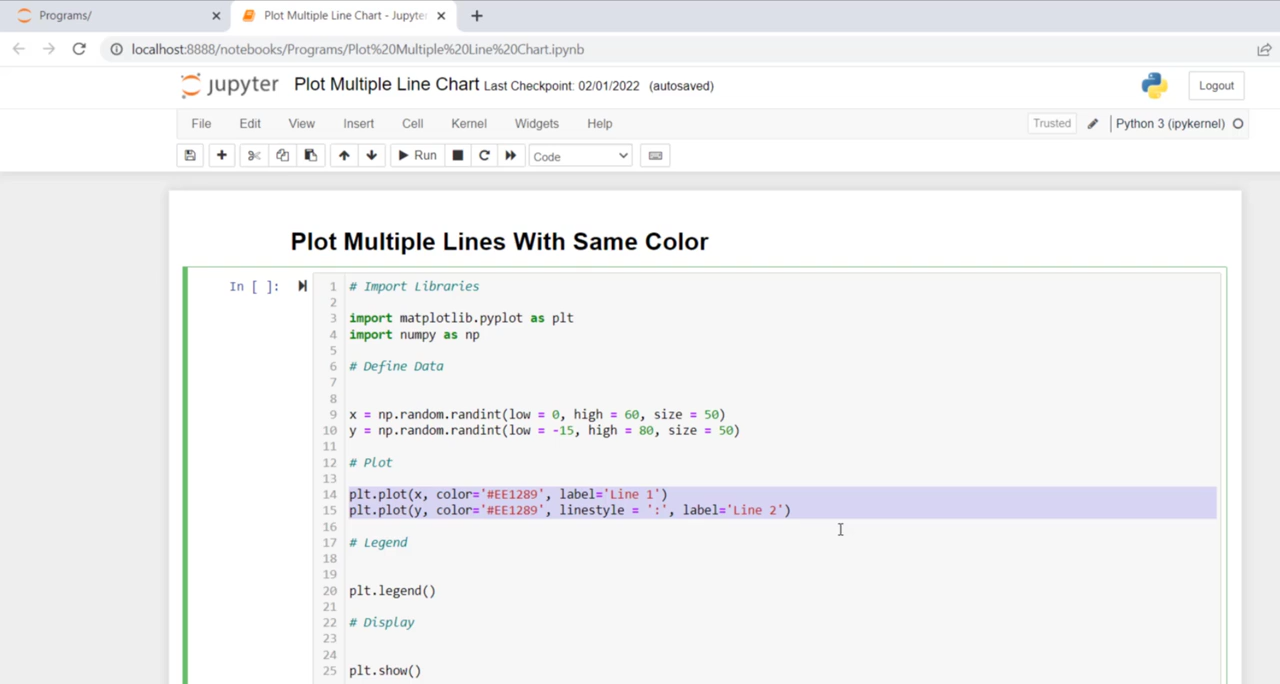 Programs/
Plot Multiple Line Chart - Jupyter
localhost:8888/notebooks/Programs/Plot%20Multiple%20Line%20Chart.ipynb
jupyter Plot Multiple Line Chart Last Checkpoint: 02/01/2022 (autosaved)
Logout
File Edit View Insert Cell Kernel Widgets Help
Trusted
Python 3 (ipykernel)
Run
Code
Plot Multiple Lines With Same Color
In [ ]:
1 # Import Libraries
2
3 import matplotlib.pyplot as plt
4 import numpy as np
5
6 # Define Data
7
8
9 x = np.random.randint(low = 0, high = 60, size = 50)
10 y = np.random.randint(low = -15, high = 80, size = 50)
11
12 # Plot
13
14 plt.plot(x, color='#EE1289', label='Line 1')
15 plt.plot(y, color='#EE1289', linestyle = ':', label='Line 2')
16
17 # Legend
18
19
20 plt.legend()
21
22 # Display
23
24
25 plt.show()